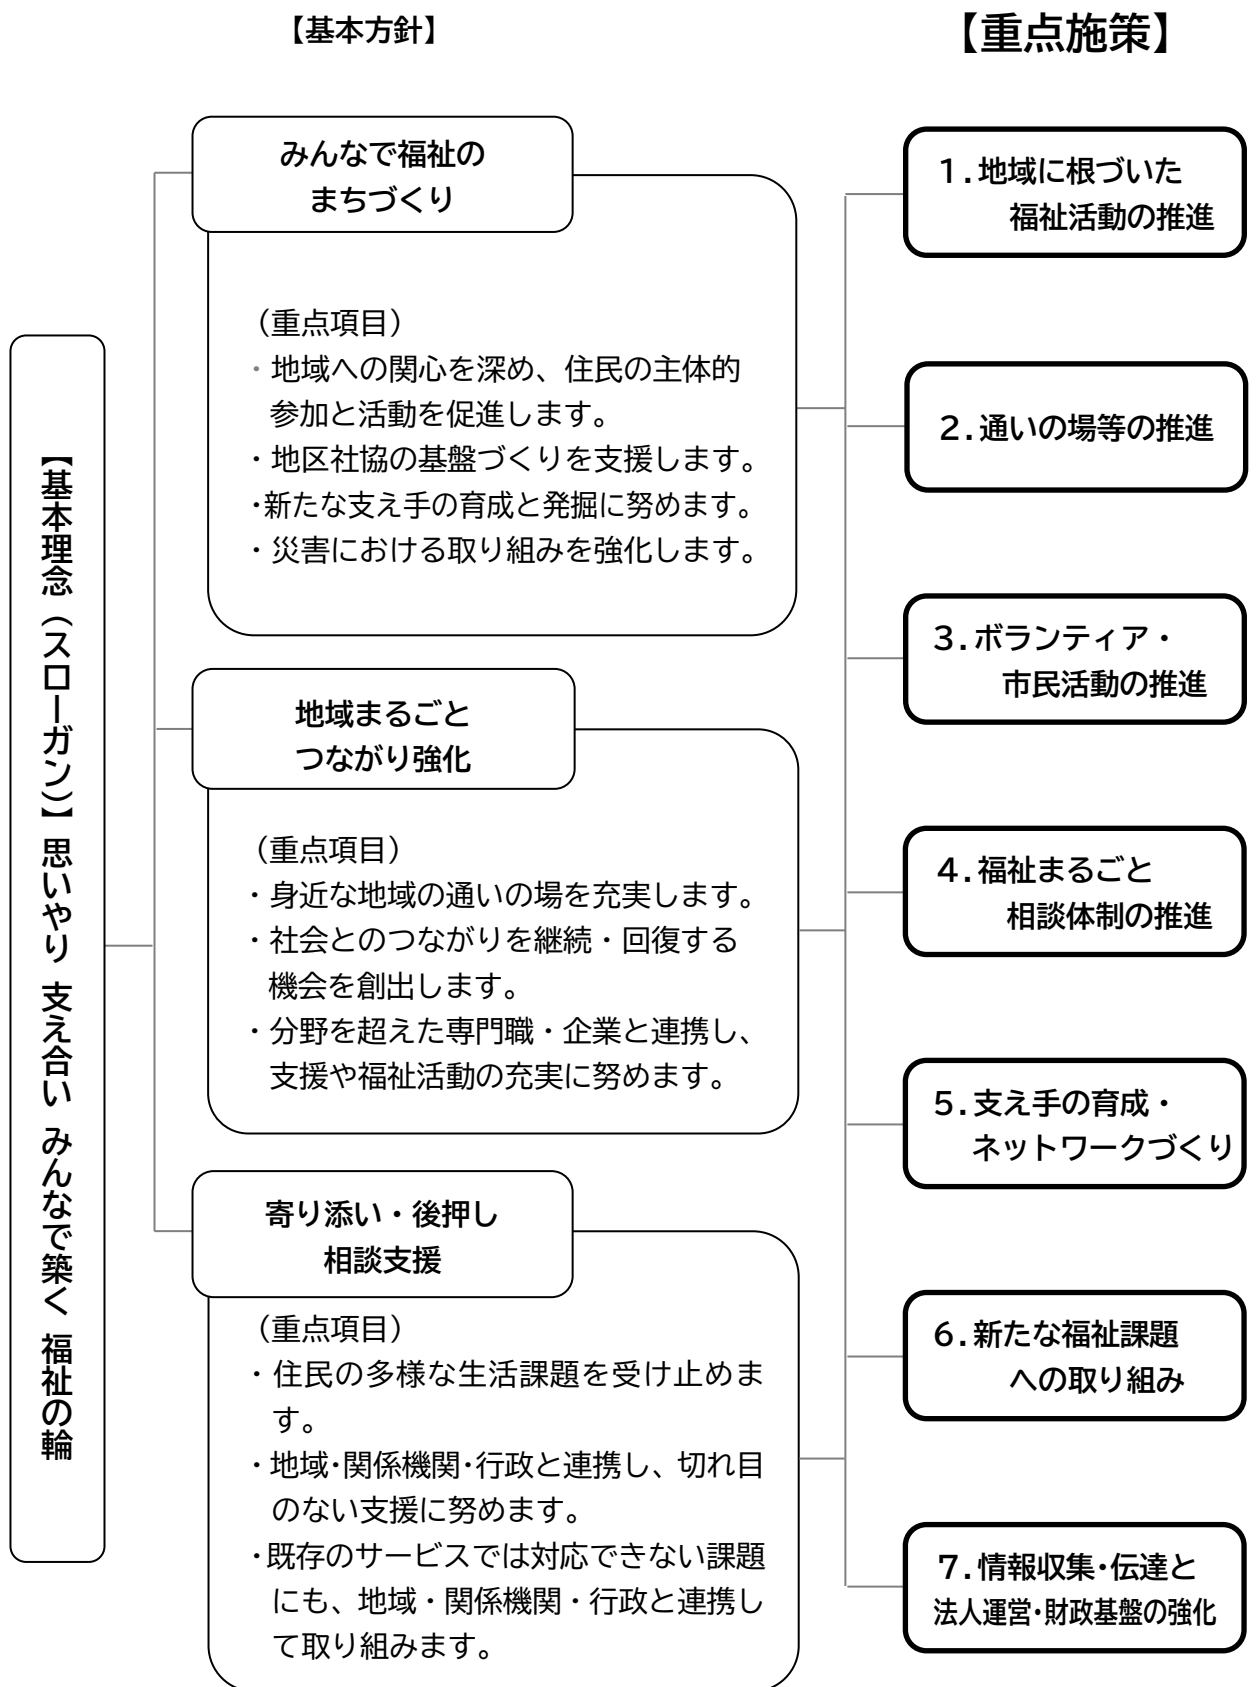 【基本方針】
【重点施策】
【基本理念（スローガン）】 思いやり 支え合い みんなで築く 福祉の輪
みんなで福祉の
まちづくり
（重点項目）
・地域への関心を深め、住民の主体的
参加と活動を促進します。
・地区社協の基盤づくりを支援します。
・新たな支え手の育成と発掘に努めます。
・災害における取り組みを強化します。
地域まるごと
つながり強化
（重点項目）
・身近な地域の通いの場を充実します。
・社会とのつながりを継続・回復する
機会を創出します。
・分野を超えた専門職・企業と連携し、
支援や福祉活動の充実に努めます。
寄り添い・後押し
相談支援
（重点項目）
・住民の多様な生活課題を受け止めま
す。
・地域・関係機関・行政と連携し、切れ目
のない支援に努めます。
・既存のサービスでは対応できない課題
にも、地域・関係機関・行政と連携し
て取り組みます。
１．地域に根づいた
福祉活動の推進
２．通いの場等の推進
３．ボランティア・
市民活動の推進
４．福祉まるごと
相談体制の推進
５．支え手の育成・
ネットワークづくり
６．新たな福祉課題
への取り組み
７．情報収集・伝達と
法人運営・財政基盤の強化